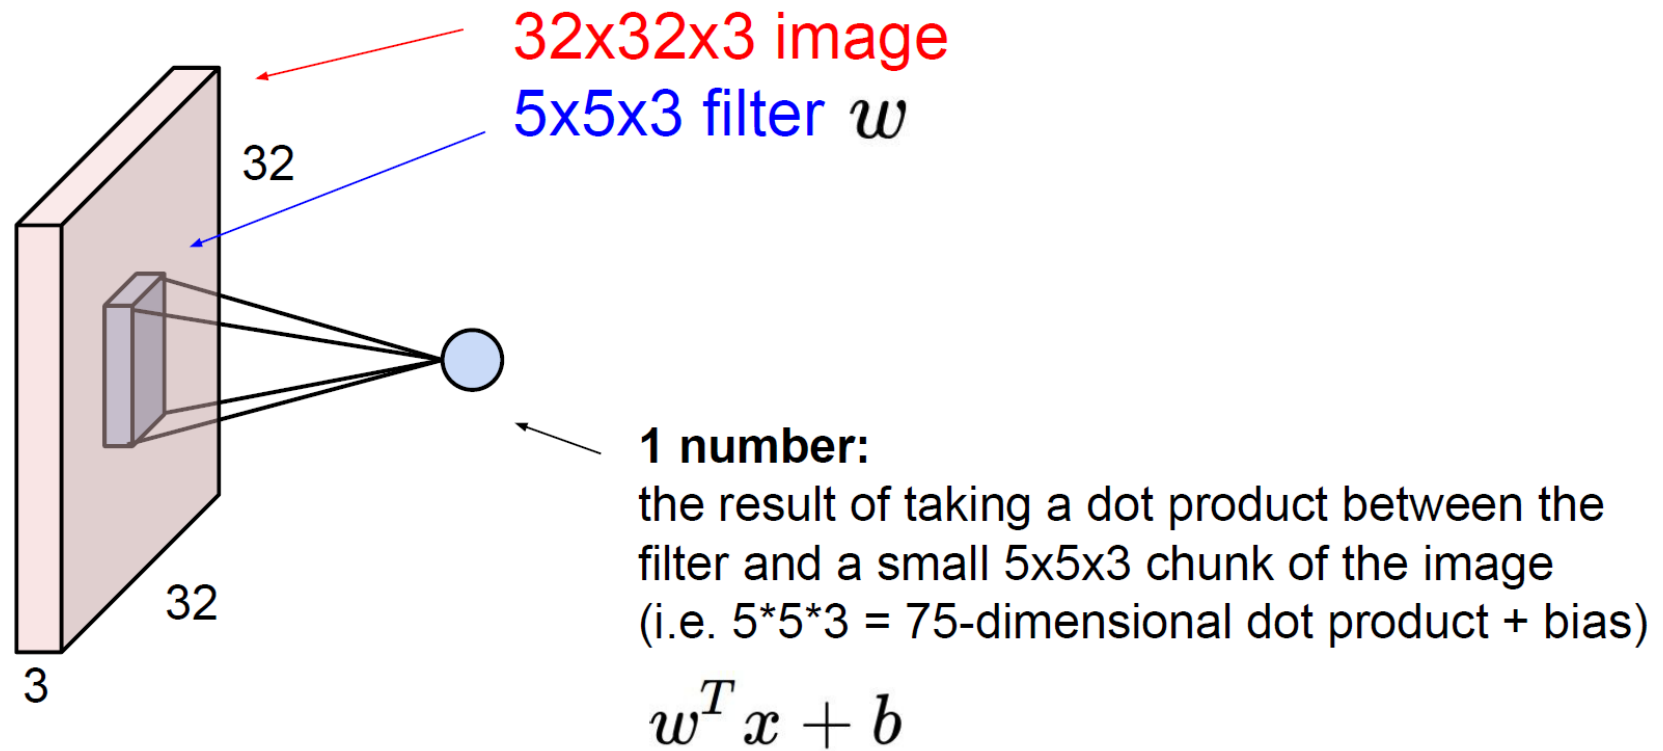 32x32x3 image
5x5x3 filter w
32
32
3
1 number:
the result of taking a dot product between the
filter and a small 5x5x3 chunk of the image
(i.e. 5*5*3 = 75-dimensional dot product + bias)
w^T x + b